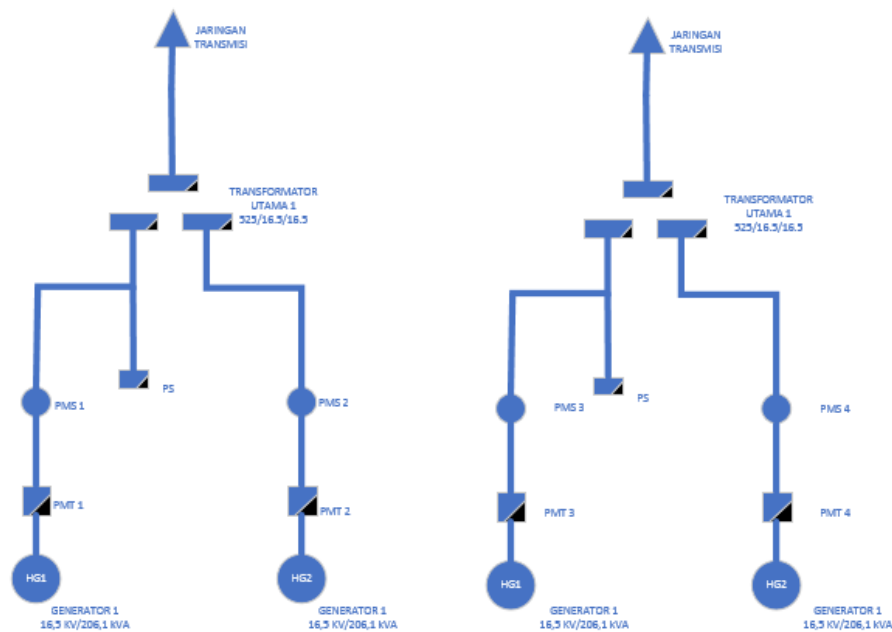 JARINGAN
TRANSMISI
TRANSFORMATOR
UTAMA 1
525/16.5/16.5
PS
PMS 1
PMS 2
PMT 1
PMT 2
HG1
HG2
GENERATOR 1
16,5 KV/206,1 kVA
GENERATOR 1
16,5 KV/206,1 kVA
JARINGAN
TRANSMISI
TRANSFORMATOR
UTAMA 1
525/16.5/16.5
PS
PMS 3
PMS 4
PMT 3
PMT 4
HG1
HG2
GENERATOR 1
16,5 KV/206,1 kVA
GENERATOR 1
16,5 KV/206,1 kVA